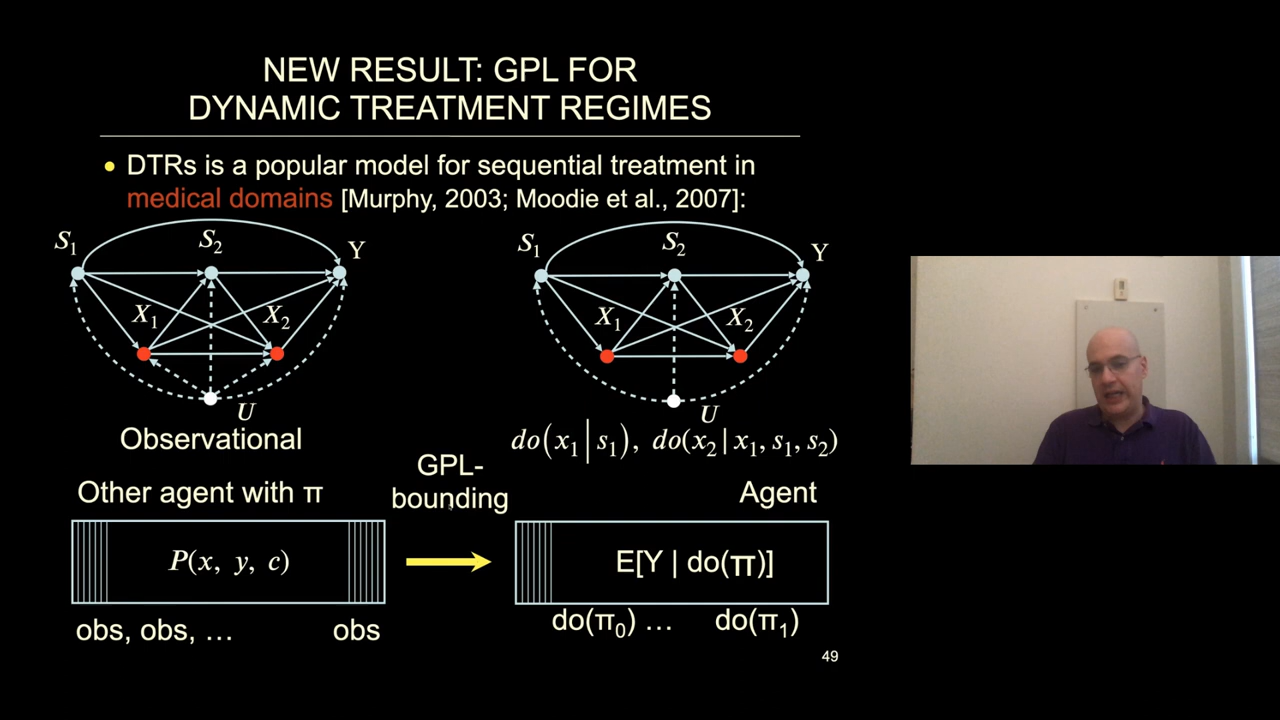 NEW RESULT: GPL FOR
DYNAMIC TREATMENT REGIMES
• DTRs is a popular model for sequential treatment in
medical domains [Murphy, 2003; Moodie et al., 2007]:
S₁ S₂ Y
X₁ X₂
U
Observational
S₁ S₂ Y
X₁ X₂
U
do(x₁|s₁), do(x₂|x₁, s₁, s₂)
Other agent with π
GPL-
bounding
Agent
P(x, y, c)
E[Y | do(π)]
obs, obs, … obs
do(π₀) … do(π₁)
49